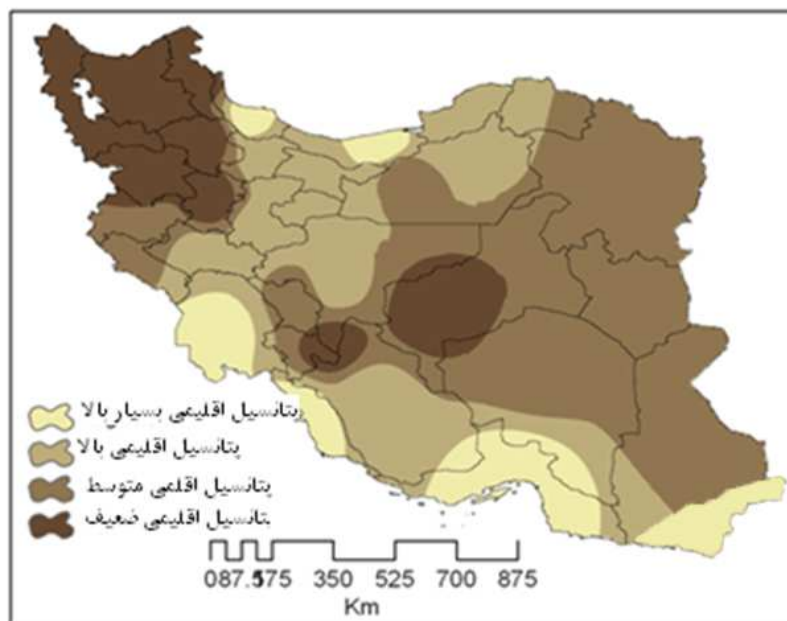 پتانسیل اقلیمی بسیار بالا
پتانسیل اقلیمی بالا
پتانسیل اقلمی متوسط
پتانسیل اقلیمی ضعیف
0 87.5 175 350 525 700 875
Km